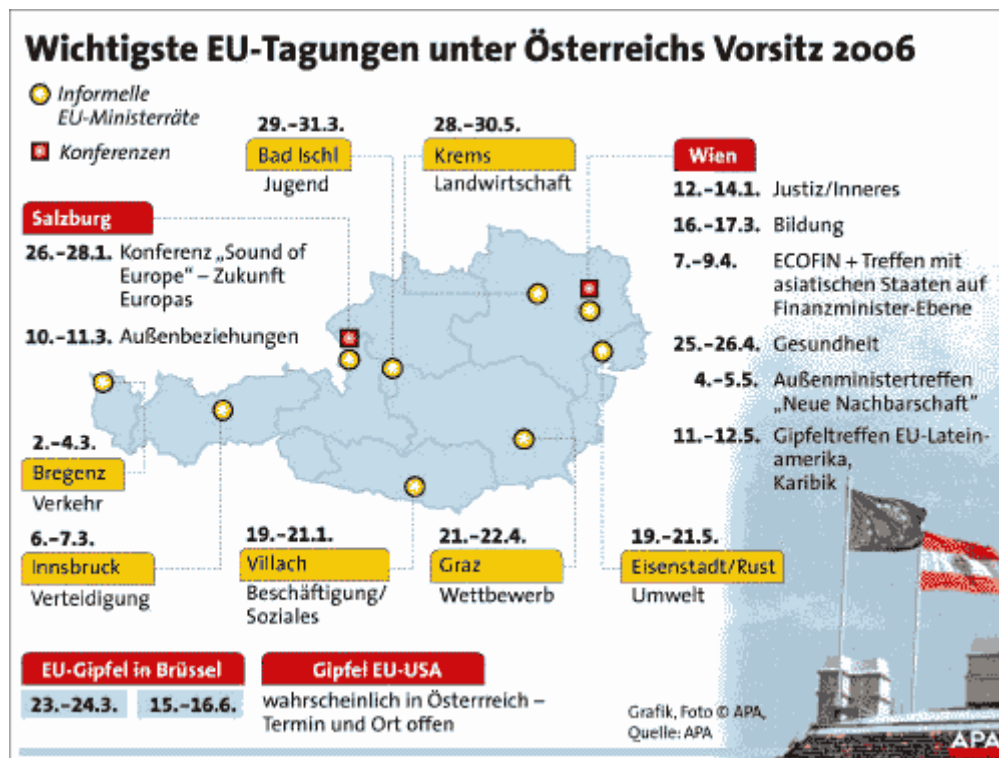 Wichtigste EU-Tagungen unter Österreichs Vorsitz 2006
Informelle
EU-Ministerräte
Konferenzen
29.–31.3.
Bad Ischl
Jugend
28.–30.5.
Krems
Landwirtschaft
Wien
12.–14.1. Justiz/Inneres
16.–17.3. Bildung
7.–9.4. ECOFIN + Treffen mit
asiatischen Staaten auf
Finanzminister-Ebene
25.–26.4. Gesundheit
4.–5.5. Außenministertreffen
„Neue Nachbarschaft"
11.–12.5. Gipfeltreffen EU-Latein-
amerika,
Karibik
Salzburg
26.–28.1. Konferenz „Sound of
Europe" – Zukunft
Europas
10.–11.3. Außenbeziehungen
2.–4.3.
Bregenz
Verkehr
6.–7.3.
Innsbruck
Verteidigung
19.–21.1.
Villach
Beschäftigung/
Soziales
21.–22.4.
Graz
Wettbewerb
19.–21.5.
Eisenstadt/Rust
Umwelt
EU-Gipfel in Brüssel
23.–24.3. 15.–16.6.
Gipfel EU-USA
wahrscheinlich in Österrreich –
Termin und Ort offen
Grafik, Foto © APA,
Quelle: APA
APA